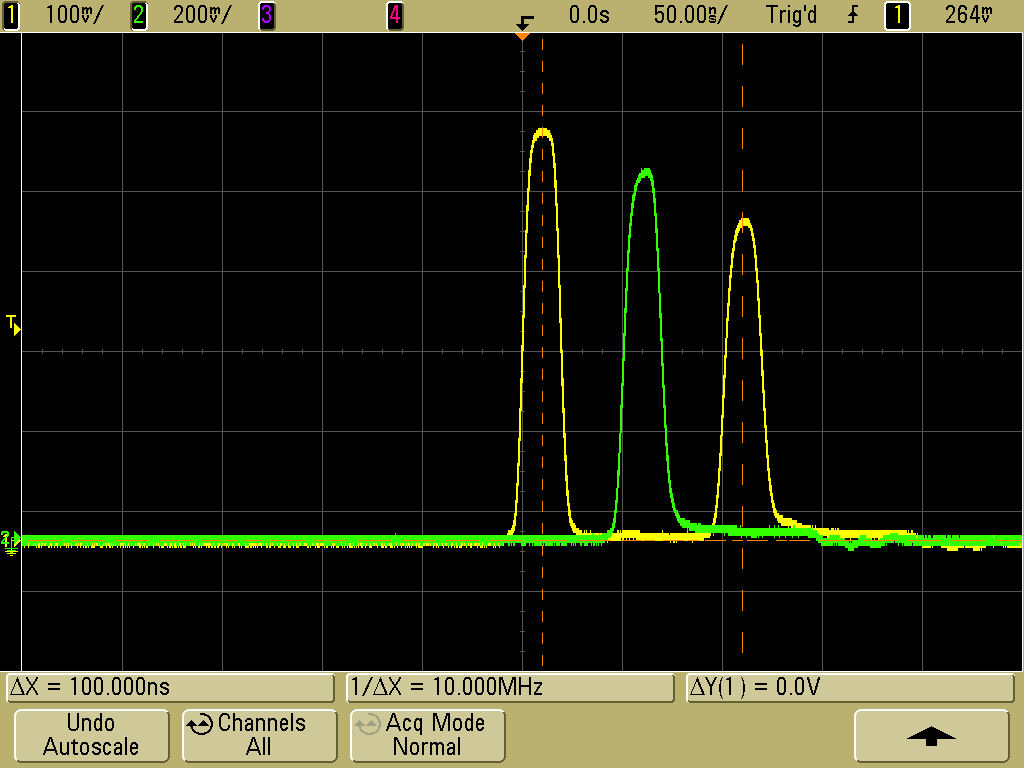 1 100mV/ 2 200mV/ 3 4 0.0s 50.00ns/ Trig'd 1 264mV
T
ΔX = 100.000ns 1/ΔX = 10.000MHz ΔY(1) = 0.0V
Undo Autoscale
Channels All
Acq Mode Normal